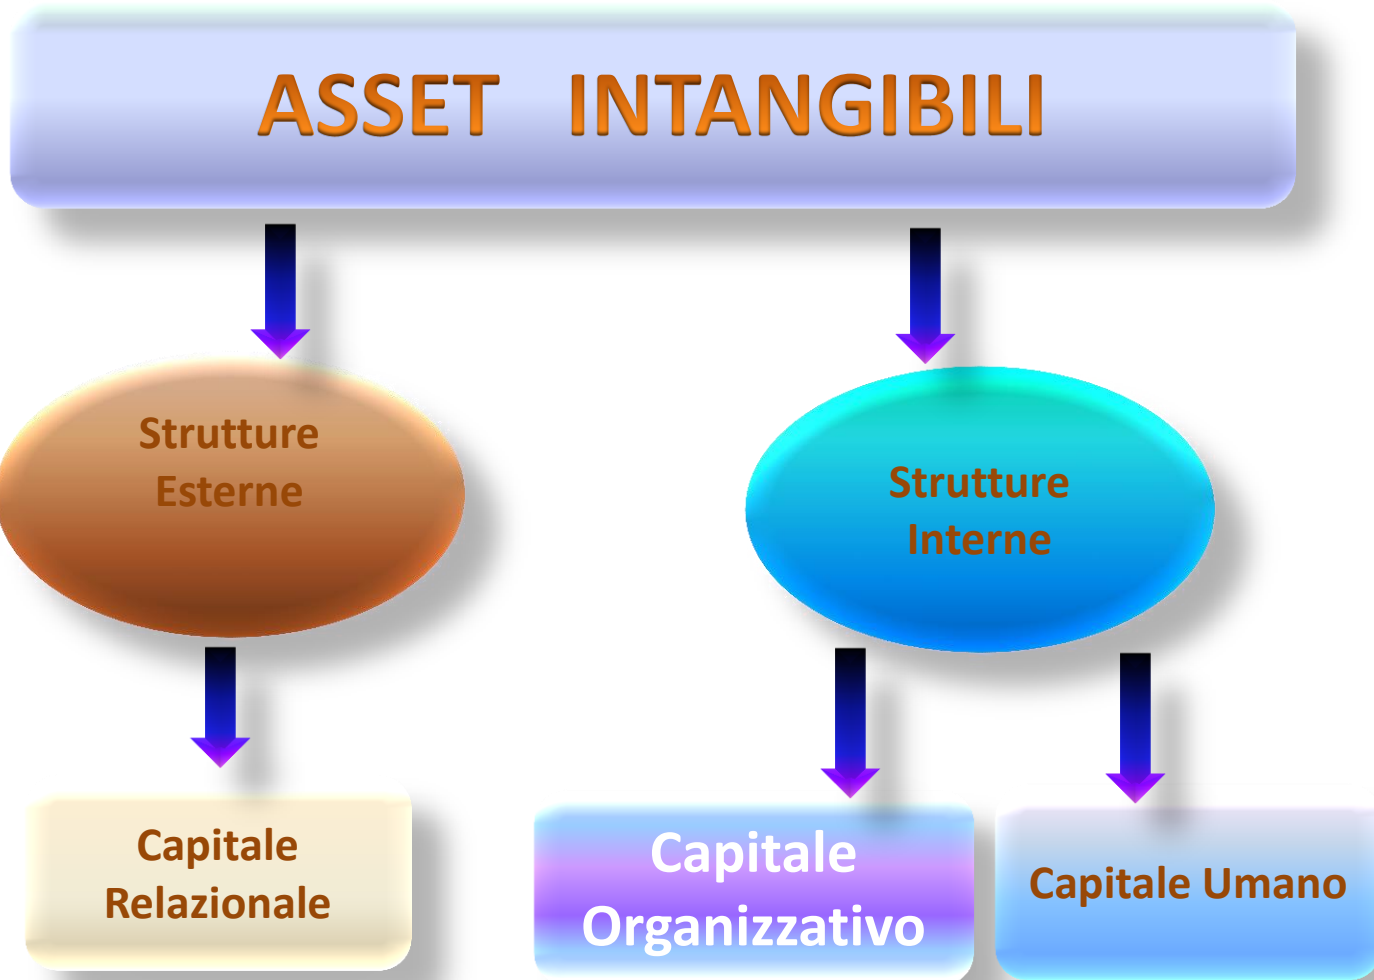 ASSET INTANGIBILI
Strutture
Esterne
Strutture
Interne
Capitale
Relazionale
Capitale
Organizzativo
Capitale Umano